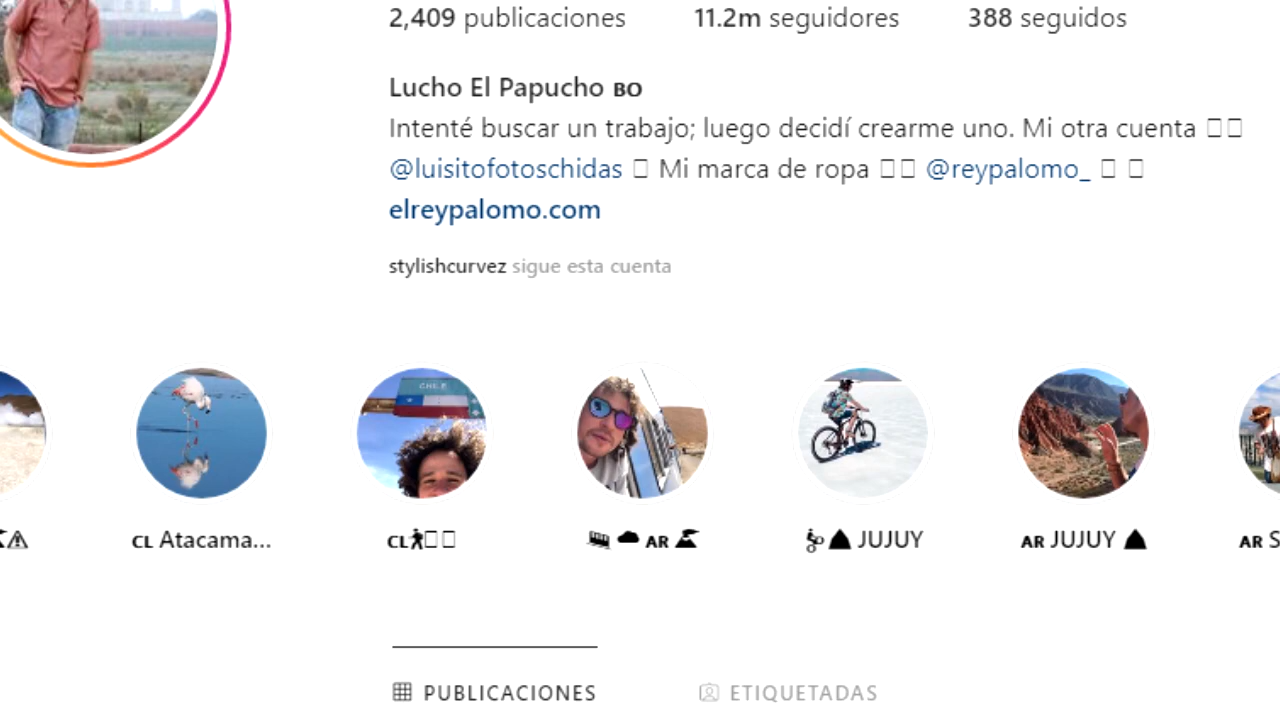 2,409 publicaciones 11.2m seguidores 388 seguidos
Lucho El Papucho BO
Intenté buscar un trabajo; luego decidí crearme uno. Mi otra cuenta
@luisitofotoschidas Mi marca de ropa @reypalomo_
elreypalomo.com
stylishcurvez sigue esta cuenta
CHILE
CL Atacama... CL AR JUJUY AR JUJUY AR S
PUBLICACIONES ETIQUETADAS